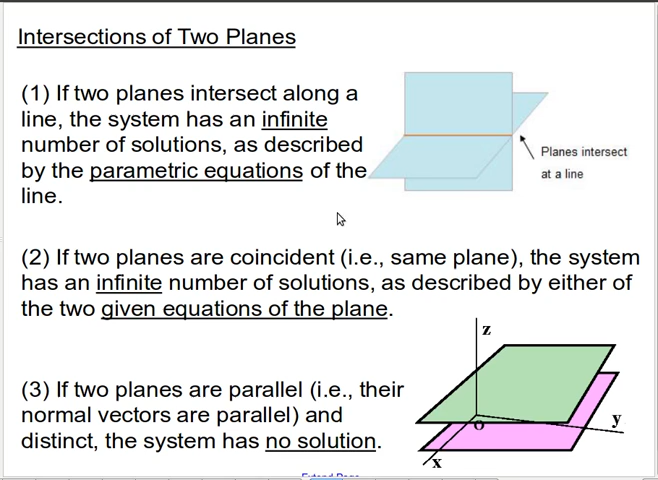 Intersections of Two Planes
(1) If two planes intersect along a
line, the system has an infinite
number of solutions, as described
by the parametric equations of the
line.
Planes intersect
at a line
(2) If two planes are coincident (i.e., same plane), the system
has an infinite number of solutions, as described by either of
the two given equations of the plane.
(3) If two planes are parallel (i.e., their
normal vectors are parallel) and
distinct, the system has no solution.
z
y
O
x
Extend Page